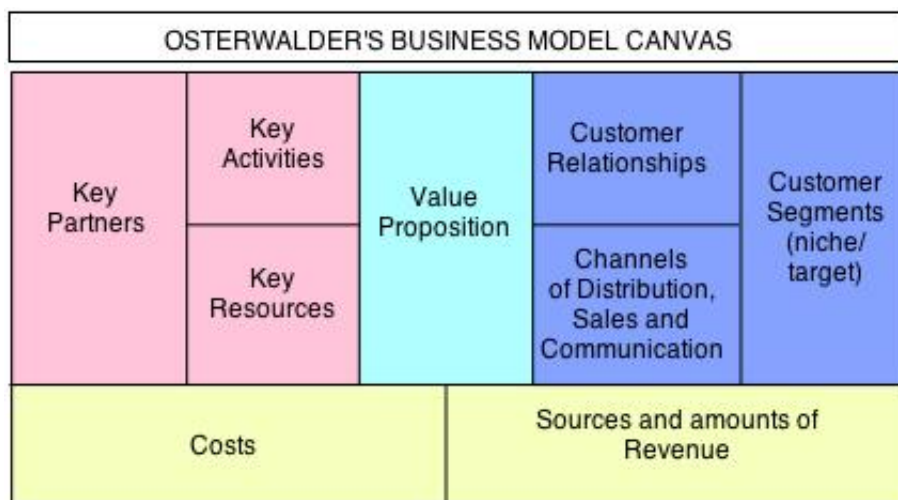 OSTERWALDER'S BUSINESS MODEL CANVAS
Key
Partners
Key
Activities
Key
Resources
Value
Proposition
Customer
Relationships
Channels
of Distribution,
Sales and
Communication
Customer
Segments
(niche/
target)
Costs
Sources and amounts of
Revenue